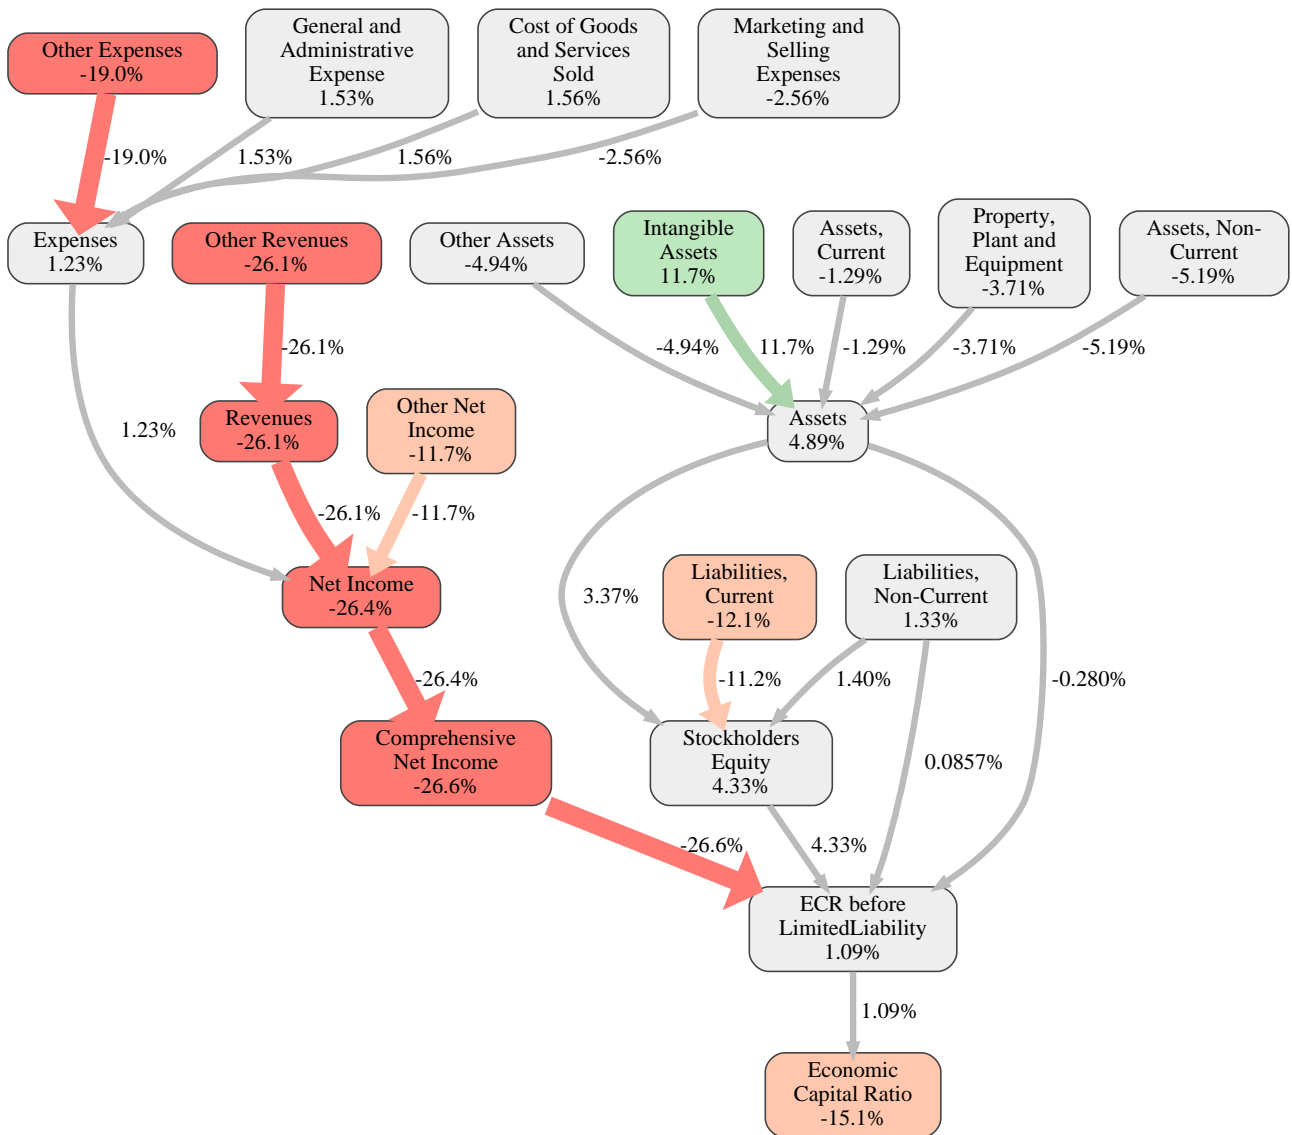 Other Expenses
-19.0%
General and
Administrative
Expense
1.53%
Cost of Goods
and Services
Sold
1.56%
Marketing and
Selling
Expenses
-2.56%
-19.0%
1.53%
1.56%
-2.56%
Expenses
1.23%
Other Revenues
-26.1%
Other Assets
-4.94%
Intangible
Assets
11.7%
Assets,
Current
-1.29%
Property,
Plant and
Equipment
-3.71%
Assets, Non-
Current
-5.19%
-26.1%
-4.94%
11.7%
-1.29%
-3.71%
-5.19%
1.23%
Revenues
-26.1%
Other Net
Income
-11.7%
Assets
4.89%
-26.1%
-11.7%
Net Income
-26.4%
3.37%
Liabilities,
Current
-12.1%
Liabilities,
Non-Current
1.33%
-26.4%
-11.2%
1.40%
-0.280%
Comprehensive
Net Income
-26.6%
Stockholders
Equity
4.33%
0.0857%
-26.6%
4.33%
ECR before
LimitedLiability
1.09%
1.09%
Economic
Capital Ratio
-15.1%